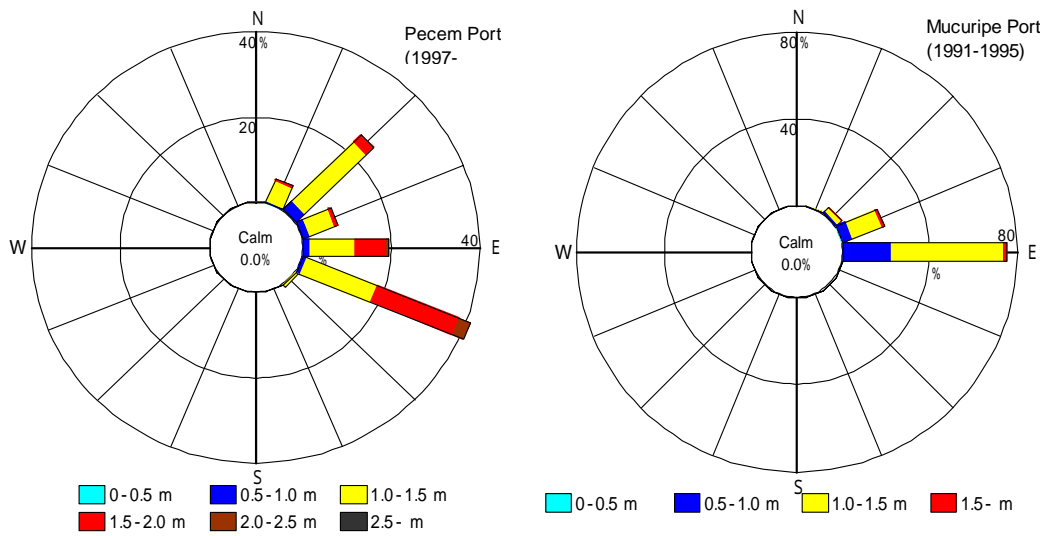 N
40%
Pecem Port
(1997-
20
Calm
0.0%
W
40
E
%
S
0-0.5 m
0.5-1.0 m
1.0-1.5 m
1.5-2.0 m
2.0-2.5 m
2.5- m
N
80%
Mucuripe Port
(1991-1995)
40
Calm
0.0%
W
80
E
%
S
0-0.5 m
0.5-1.0 m
1.0-1.5 m
1.5- m